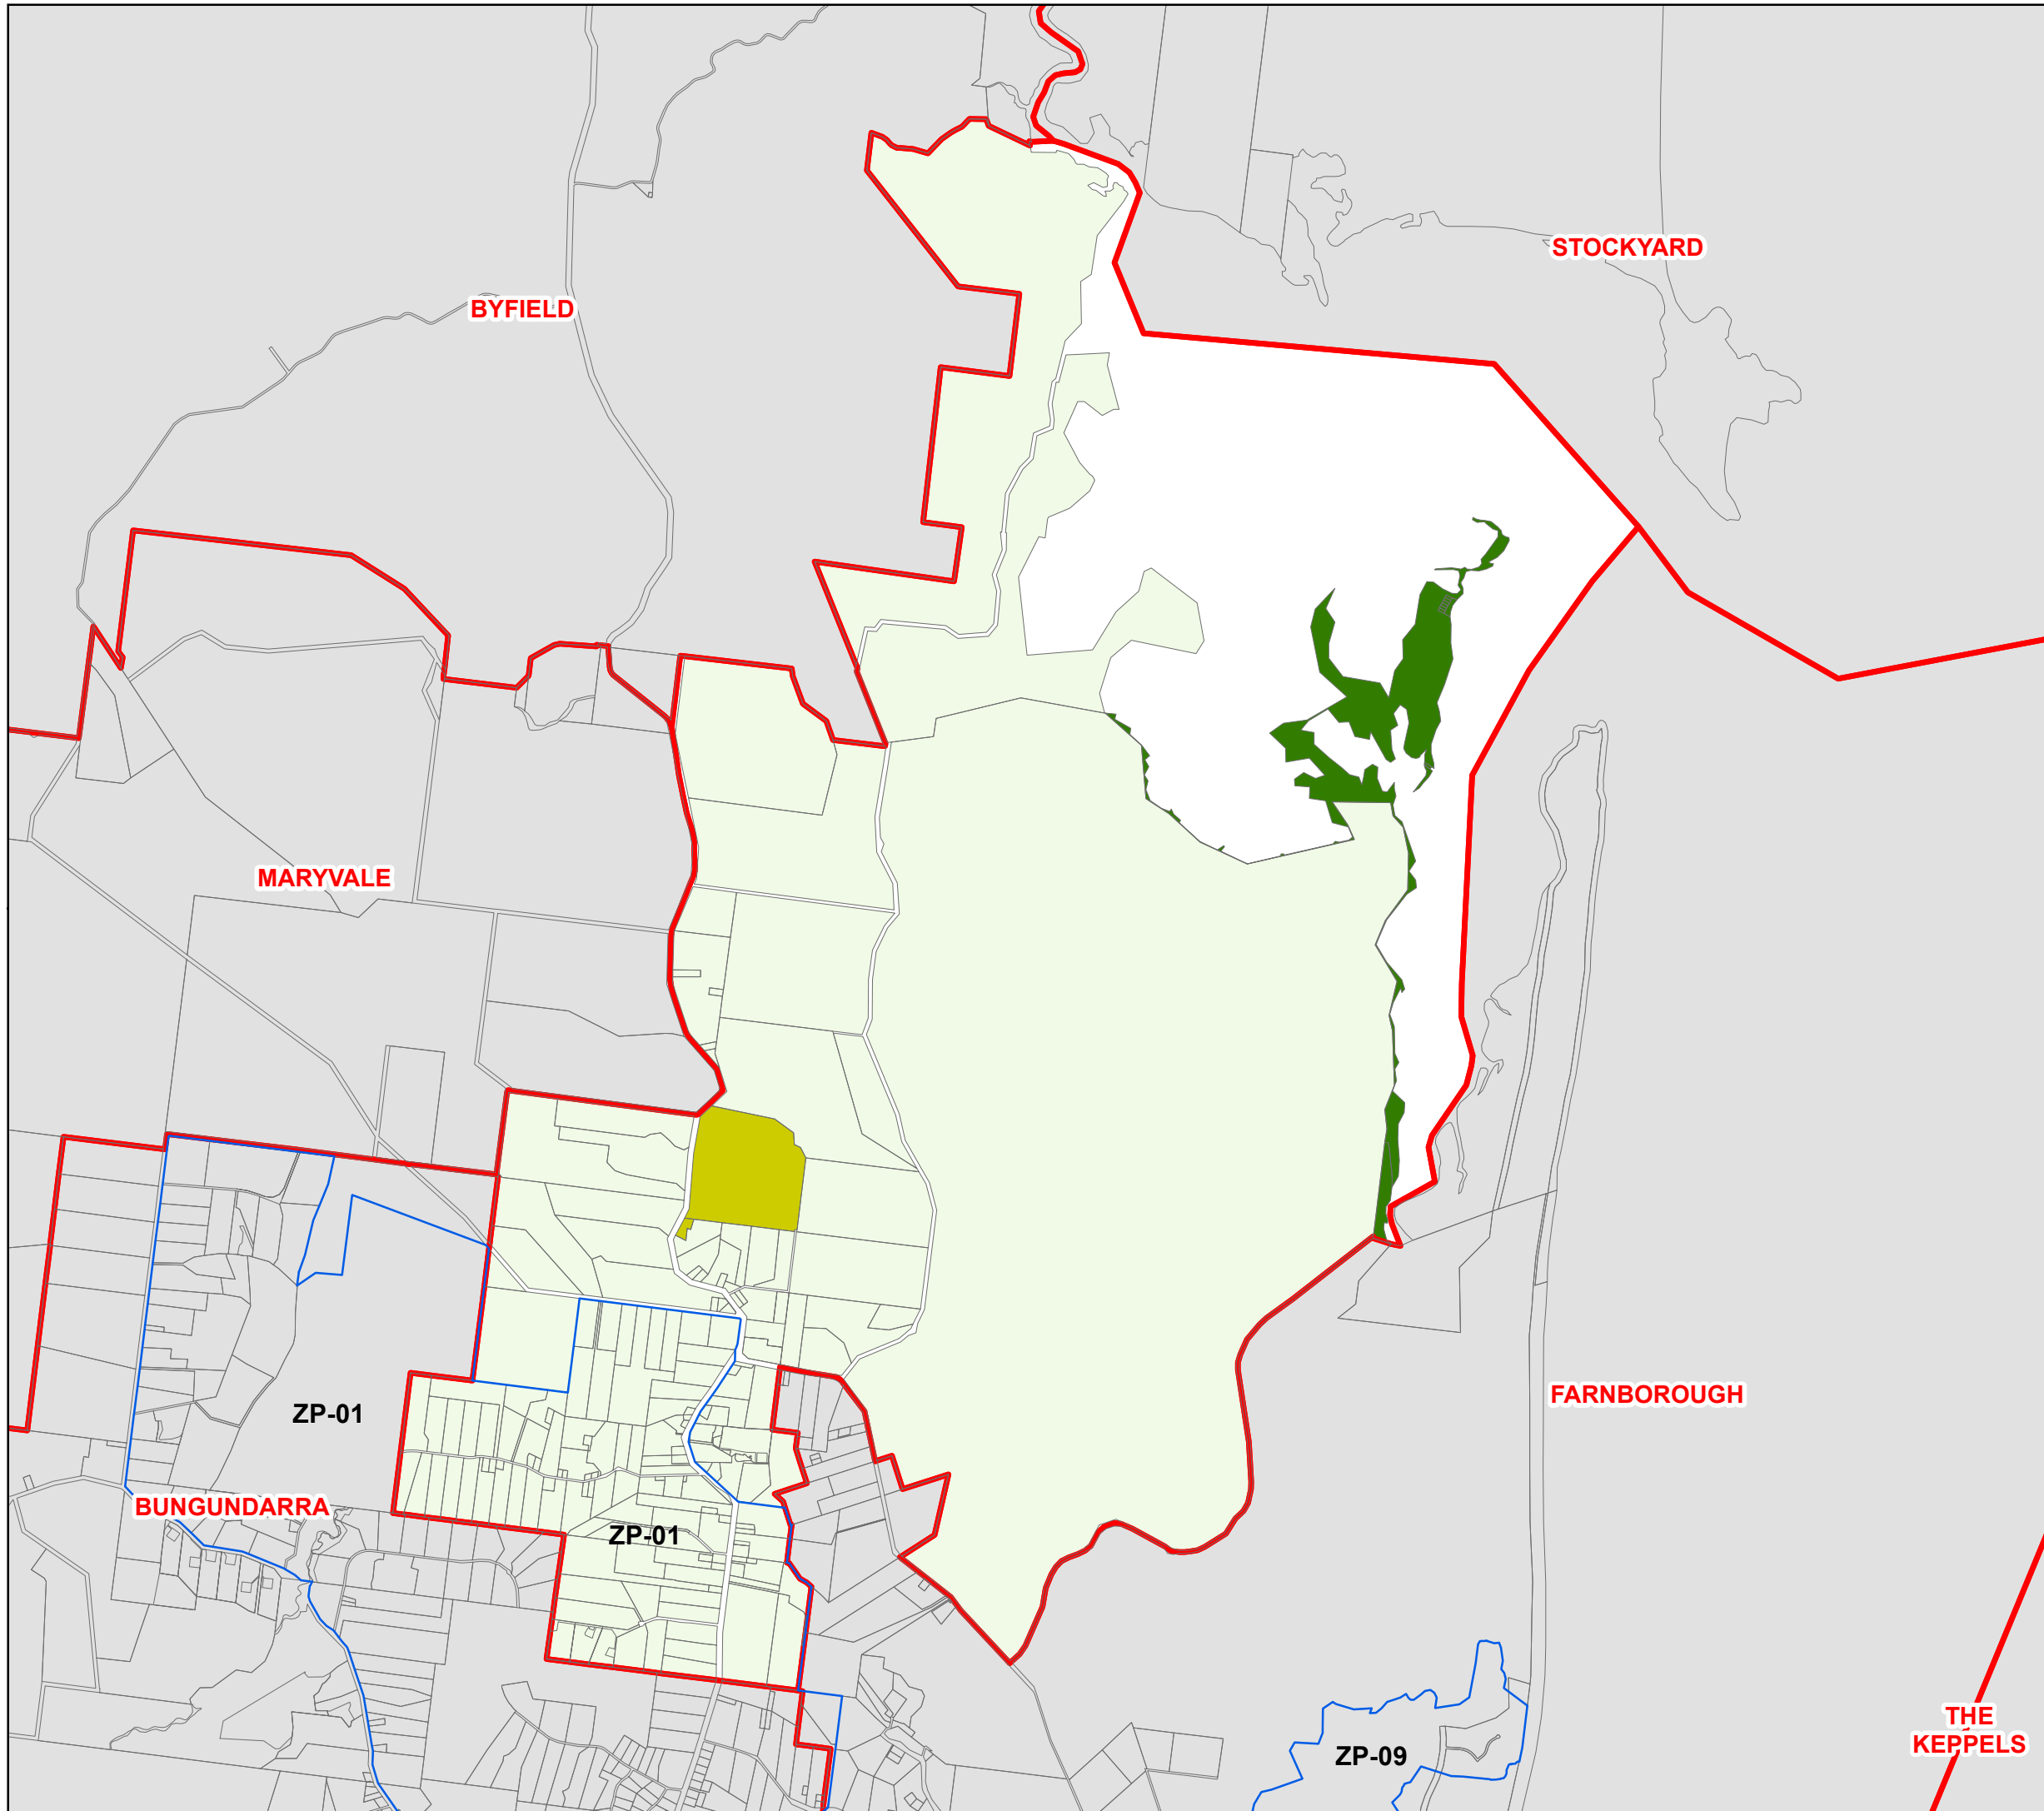 STOCKYARD
BYFIELD
MARYVALE
FARNBOROUGH
ZP-01
BUNGUNDARRA
ZP-01
THE
KEPPELS
ZP-09